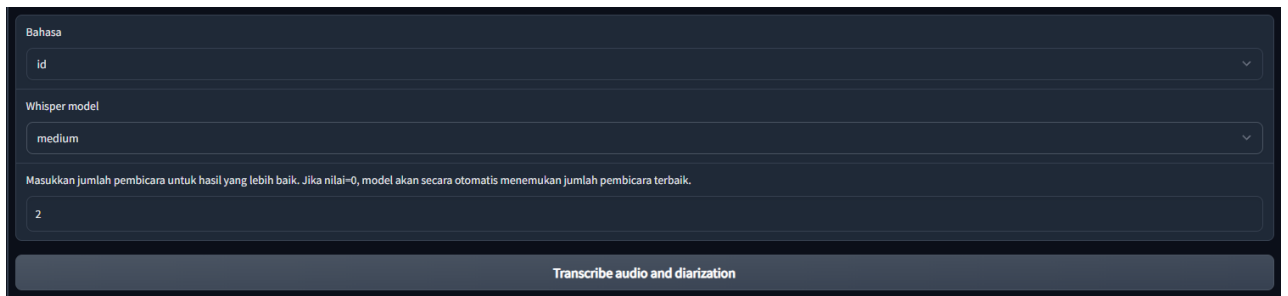 Bahasa
id
Whisper model
medium
Masukkan jumlah pembicara untuk hasil yang lebih baik. Jika nilai=0, model akan secara otomatis menemukan jumlah pembicara terbaik.
2
Transcribe audio and diarization